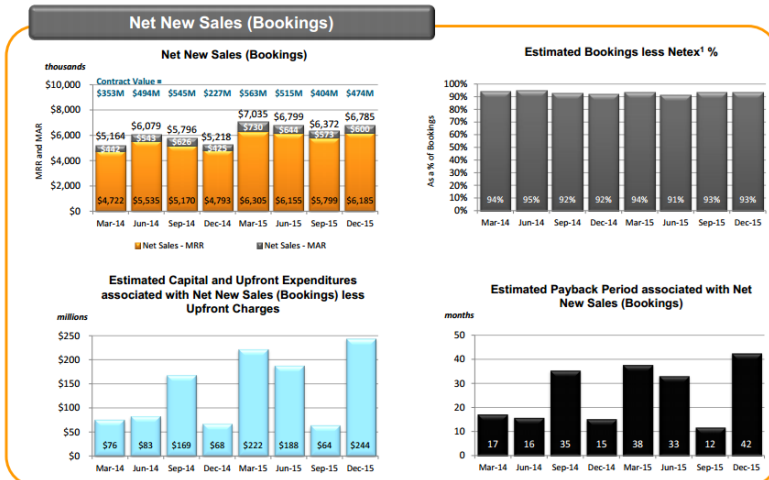 Net New Sales (Bookings)
Net New Sales (Bookings)
thousands
Contract Value =
$353M $494M $545M $227M $563M $515M $404M $474M
MRR and MAR
$10,000
$8,000
$6,000
$4,000
$2,000
$0
$5,164 $6,079 $5,796 $5,218 $7,035 $6,799 $6,372 $6,785
$442 $543 $626 $425 $730 $644 $573 $600
$4,722 $5,535 $5,170 $4,793 $6,305 $6,155 $5,799 $6,185
Mar-14 Jun-14 Sep-14 Dec-14 Mar-15 Jun-15 Sep-15 Dec-15
Net Sales - MRR Net Sales - MAR
Estimated Bookings less Netex¹ %
As a % of Bookings
100%
90%
80%
70%
60%
50%
40%
30%
20%
10%
0%
94% 95% 92% 92% 94% 91% 93% 93%
Mar-14 Jun-14 Sep-14 Dec-14 Mar-15 Jun-15 Sep-15 Dec-15
Estimated Capital and Upfront Expenditures
associated with Net New Sales (Bookings) less
Upfront Charges
millions
$250
$200
$150
$100
$50
$0
$76 $83 $169 $68 $222 $188 $64 $244
Mar-14 Jun-14 Sep-14 Dec-14 Mar-15 Jun-15 Sep-15 Dec-15
Estimated Payback Period associated with Net
New Sales (Bookings)
months
50
40
30
20
10
0
17 16 35 15 38 33 12 42
Mar-14 Jun-14 Sep-14 Dec-14 Mar-15 Jun-15 Sep-15 Dec-15